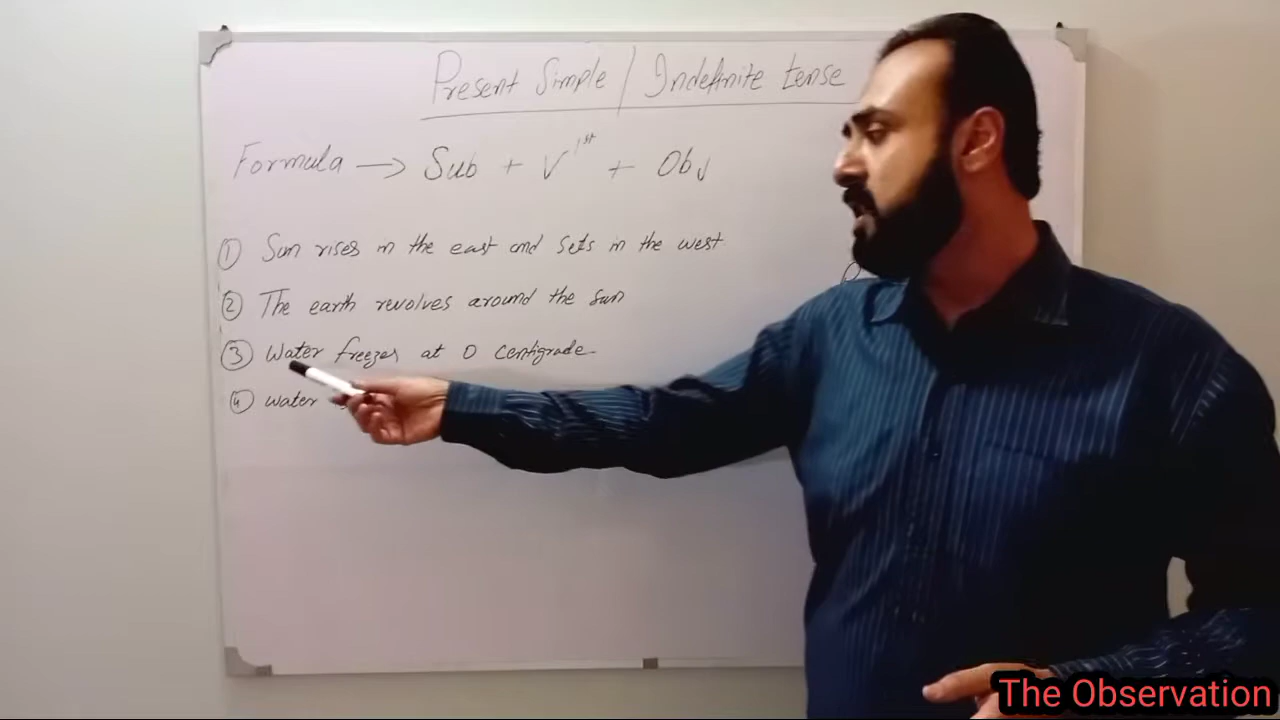 Present Simple / Indefinite tense
Formula → Sub + V 1st + Obj
① Sun rises in the east and sets in the west
② The earth revolves around the sun
③ Water freezes at 0 centigrade
④ water
The Observation